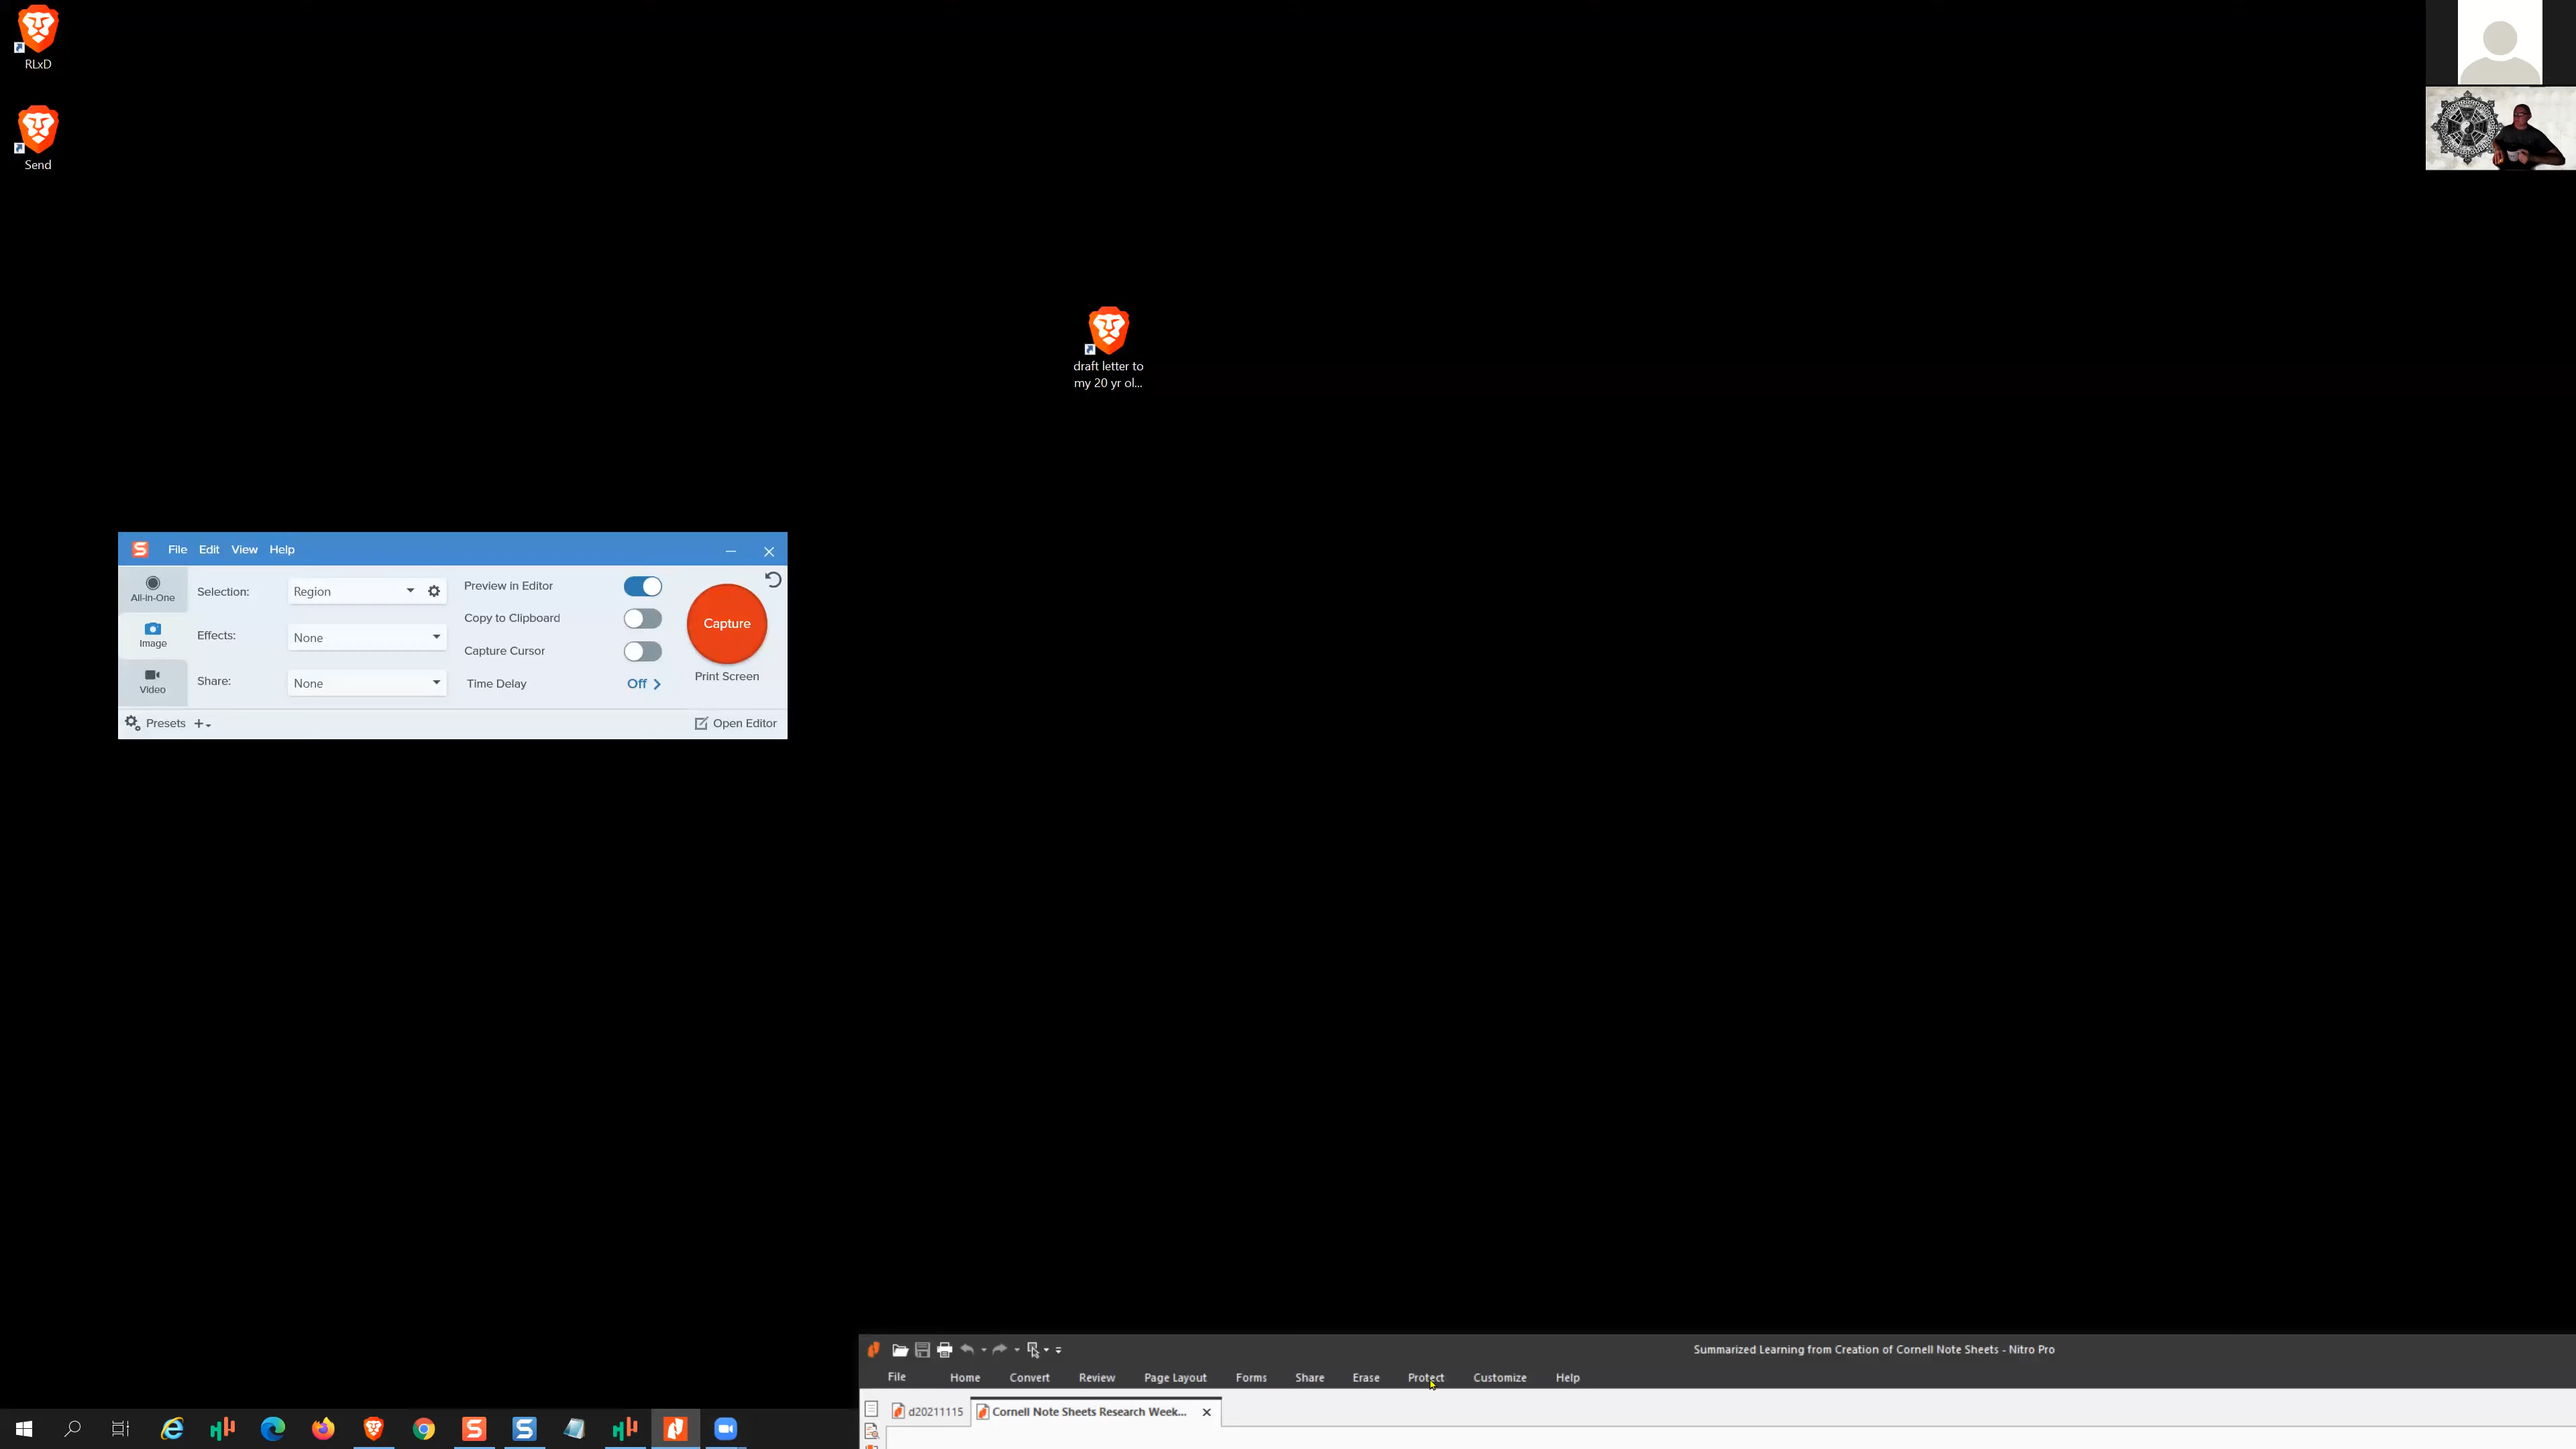 RLxD
Send
draft letter to
my 20 yr ol...
File Edit View Help
All-in-One
Image
Video
Selection: Region
Effects: None
Share: None
Preview in Editor
Copy to Clipboard
Capture Cursor
Time Delay Off
Capture
Print Screen
Presets
Open Editor
Summarized Learning from Creation of Cornell Note Sheets - Nitro Pro
File Home Convert Review Page Layout Forms Share Erase Protect Customize Help
d20211115 Cornell Note Sheets Research Week...